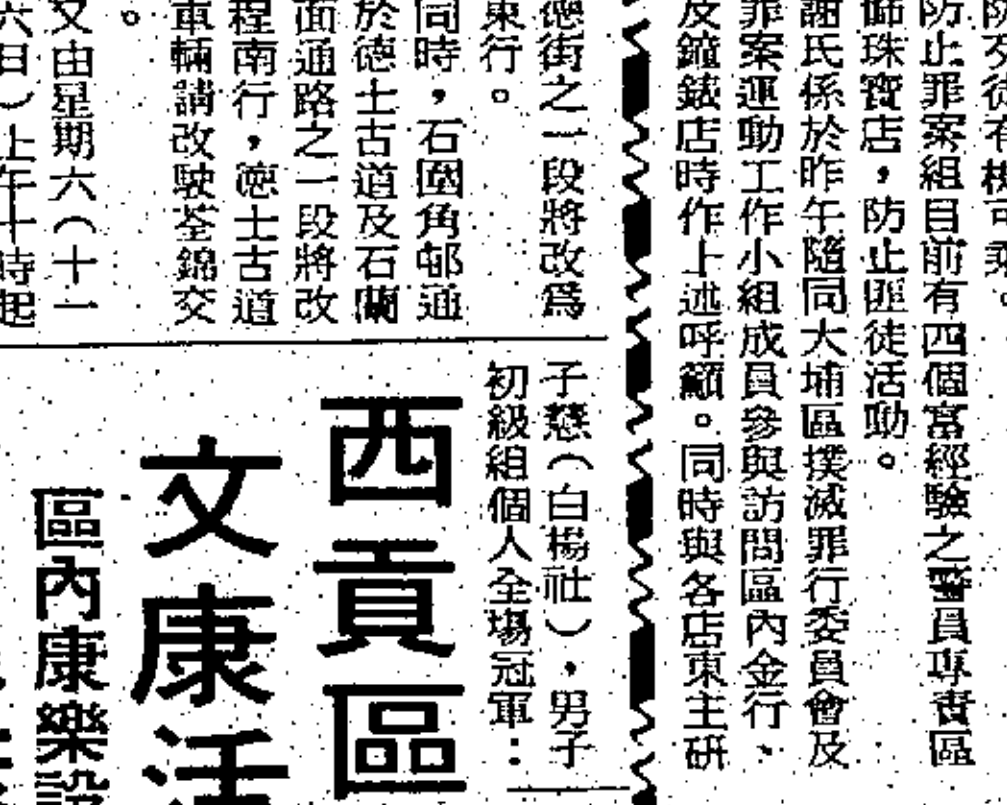 防止罪案組目前有四個富經驗之警員專責區
飾珠寶店，防止匪徒活動。
謝氏係於昨午隨同大埔區撲滅罪行委員會及
罪案運動工作小組成員參與訪問區內金行、
及鐘錶店時作上述呼籲。同時與各店東主研
德街之一段將改爲
東行。
同時，石圍角邨通
於德士古道及石蘭
面通路之一段將改
程南行，德士古道
車輛請改駛荃錦交
。
又由星期六（十一
六日）上午十時起
子慧（白楊社），男子
初級組個人全場冠軍：
西貢區
文康活
區內康樂設